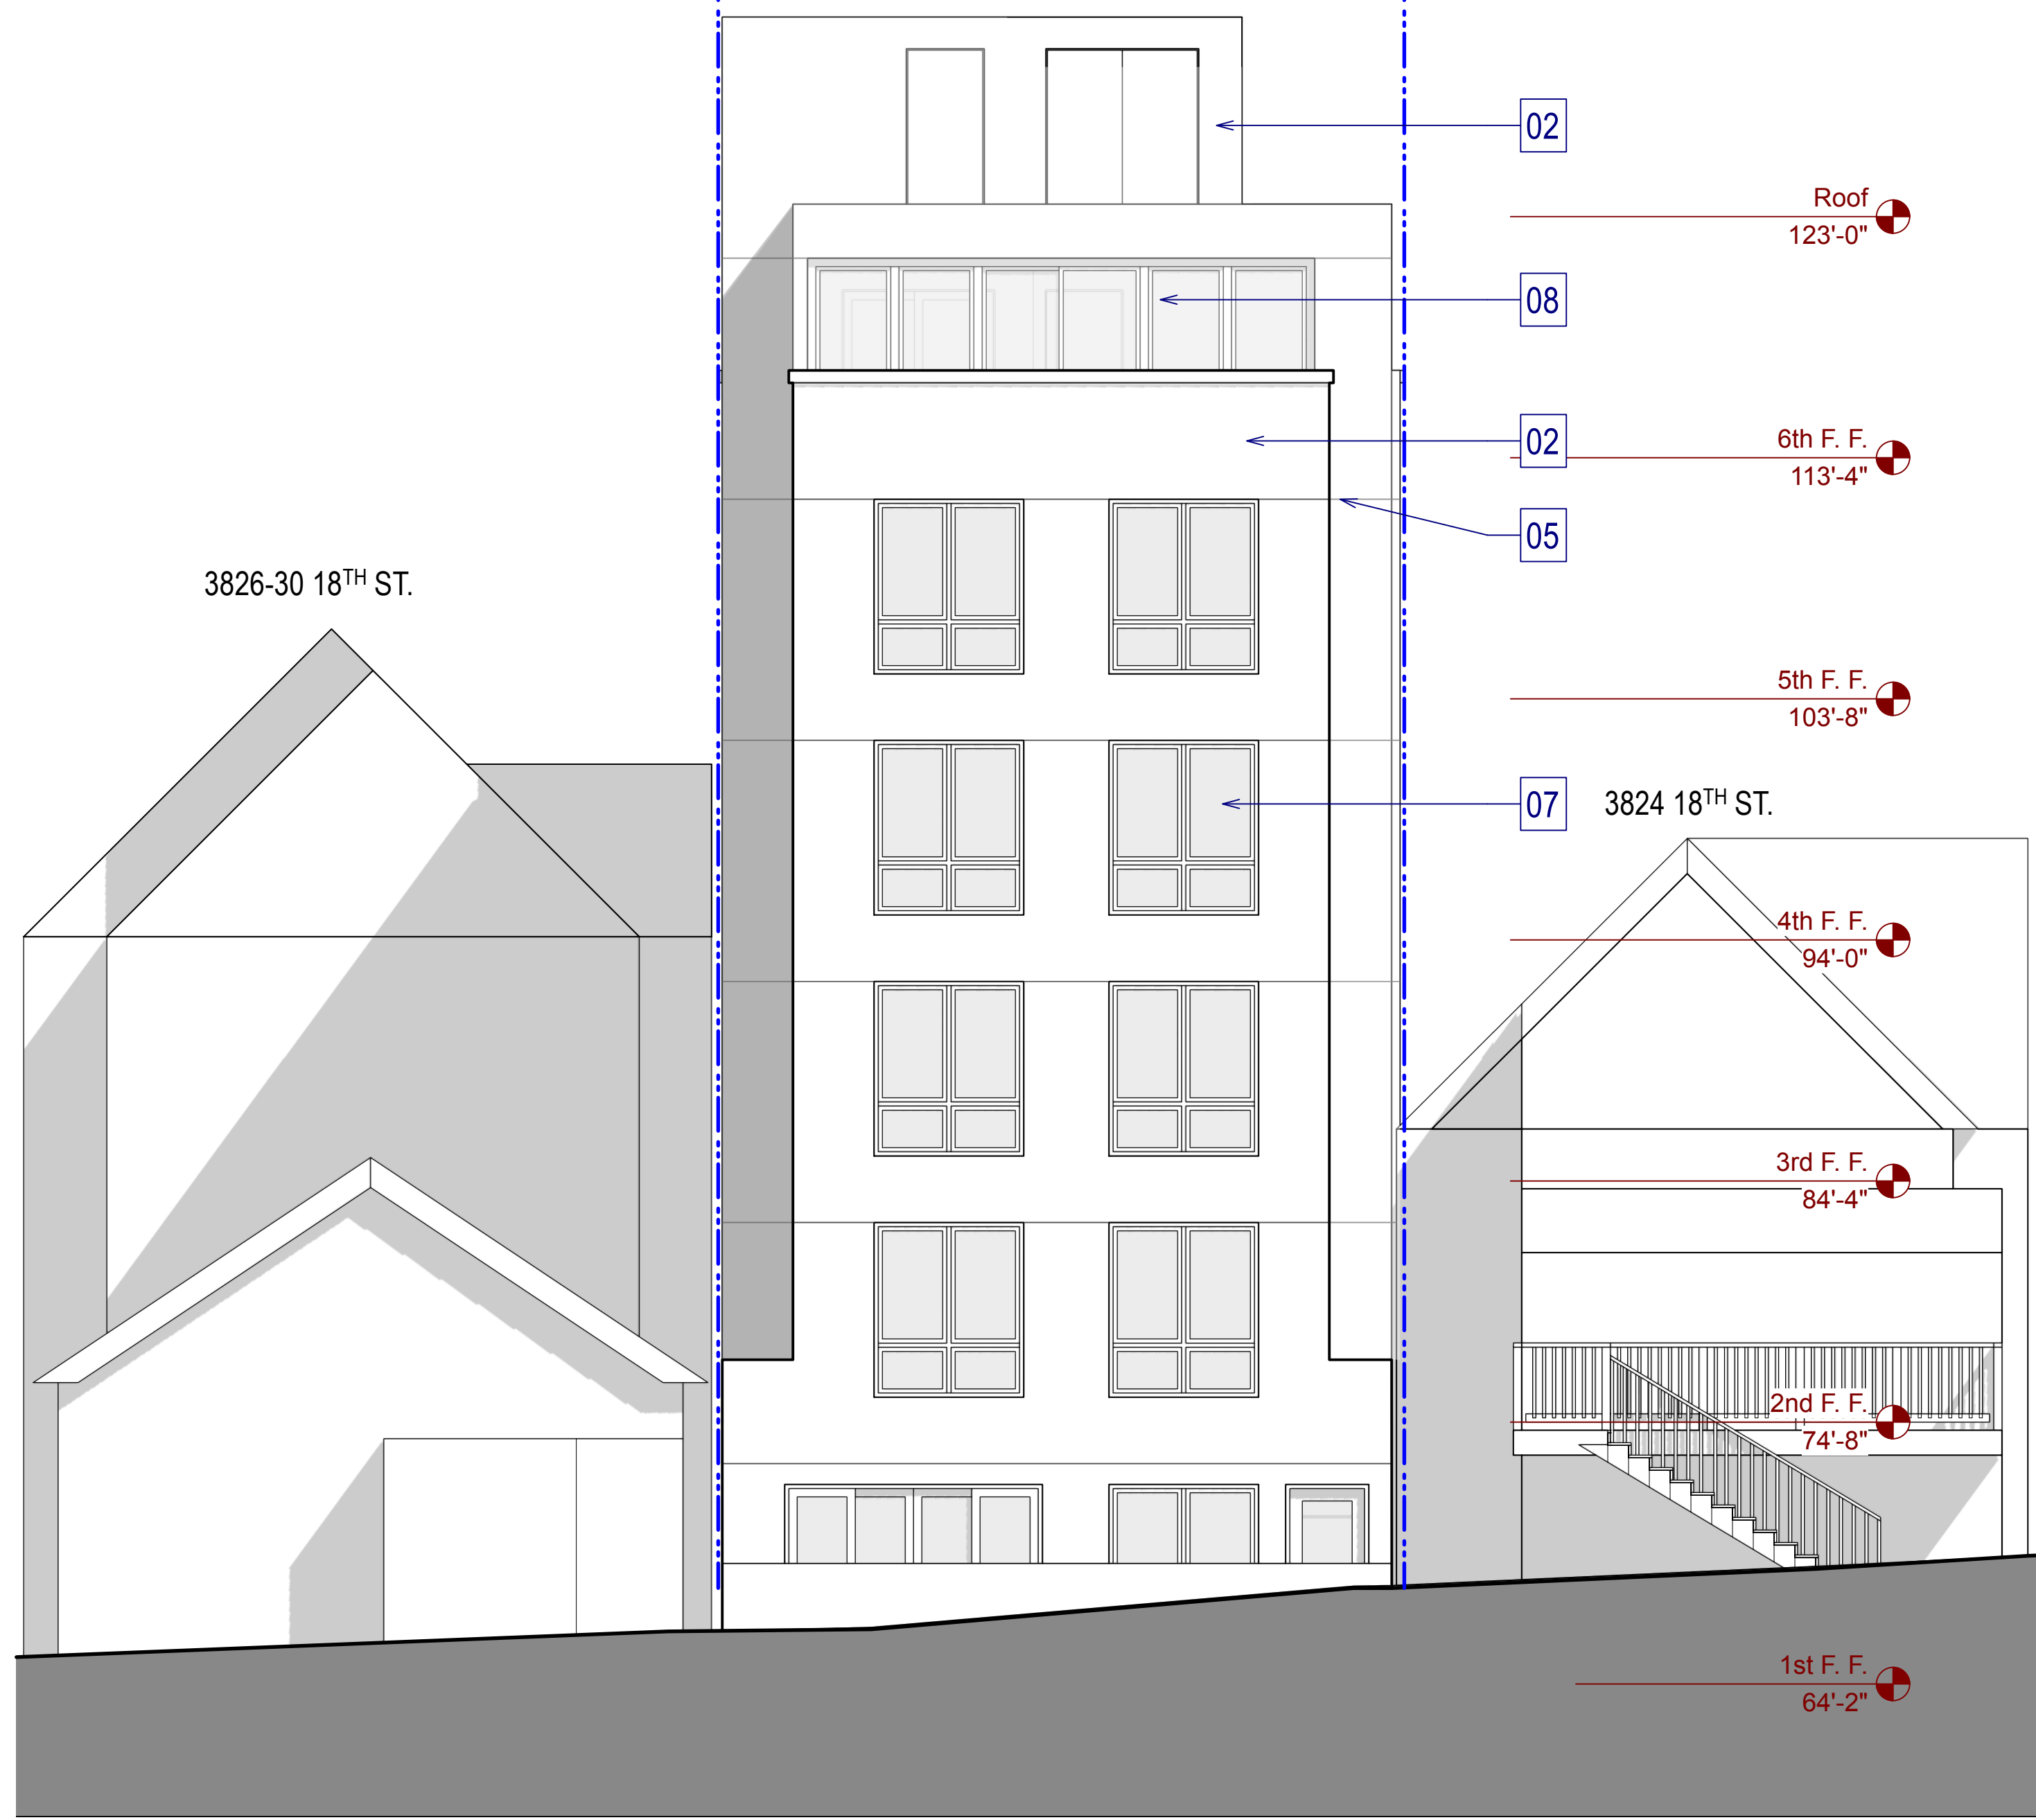 02
Roof
123'-0"
08
02
6th F. F.
113'-4"
05
3826-30 18TH ST.
5th F. F.
103'-8"
07
3824 18TH ST.
4th F. F.
94'-0"
3rd F. F.
84'-4"
2nd F. F.
74'-8"
1st F. F.
64'-2"